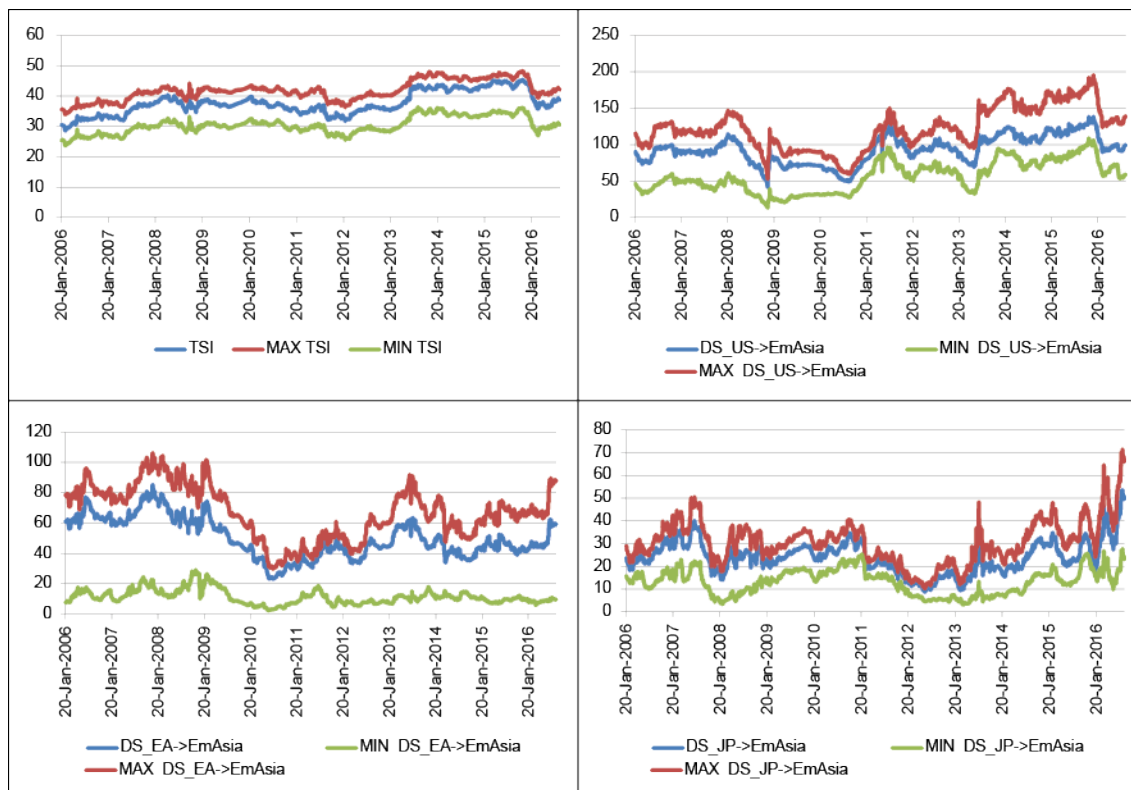 60
50
40
30
20
10
0
20-Jan-2006
20-Jan-2007
20-Jan-2008
20-Jan-2009
20-Jan-2010
20-Jan-2011
20-Jan-2012
20-Jan-2013
20-Jan-2014
20-Jan-2015
20-Jan-2016
TSI MAX TSI MIN TSI
250
200
150
100
50
0
20-Jan-2006
20-Jan-2007
20-Jan-2008
20-Jan-2009
20-Jan-2010
20-Jan-2011
20-Jan-2012
20-Jan-2013
20-Jan-2014
20-Jan-2015
20-Jan-2016
DS_US->EmAsia MIN DS_US->EmAsia
MAX DS_US->EmAsia
120
100
80
60
40
20
0
20-Jan-2006
20-Jan-2007
20-Jan-2008
20-Jan-2009
20-Jan-2010
20-Jan-2011
20-Jan-2012
20-Jan-2013
20-Jan-2014
20-Jan-2015
20-Jan-2016
DS_EA->EmAsia MIN DS_EA->EmAsia
MAX DS_EA->EmAsia
80
70
60
50
40
30
20
10
0
20-Jan-2006
20-Jan-2007
20-Jan-2008
20-Jan-2009
20-Jan-2010
20-Jan-2011
20-Jan-2012
20-Jan-2013
20-Jan-2014
20-Jan-2015
20-Jan-2016
DS_JP->EmAsia MIN DS_JP->EmAsia
MAX DS_JP->EmAsia